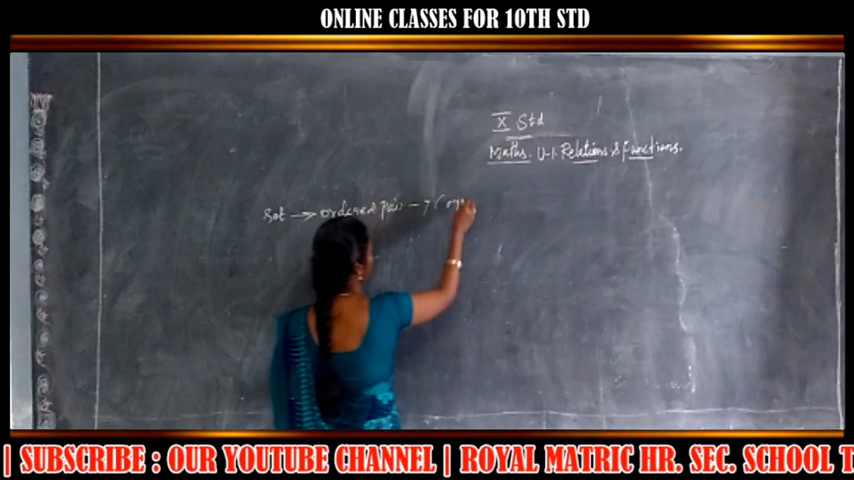 ONLINE CLASSES FOR 10TH STD
X Std
Maths. U-1. Relations & functions.
Set → ordered pair →
| SUBSCRIBE : OUR YOUTUBE CHANNEL | ROYAL MATRIC HR. SEC. SCHOOL T